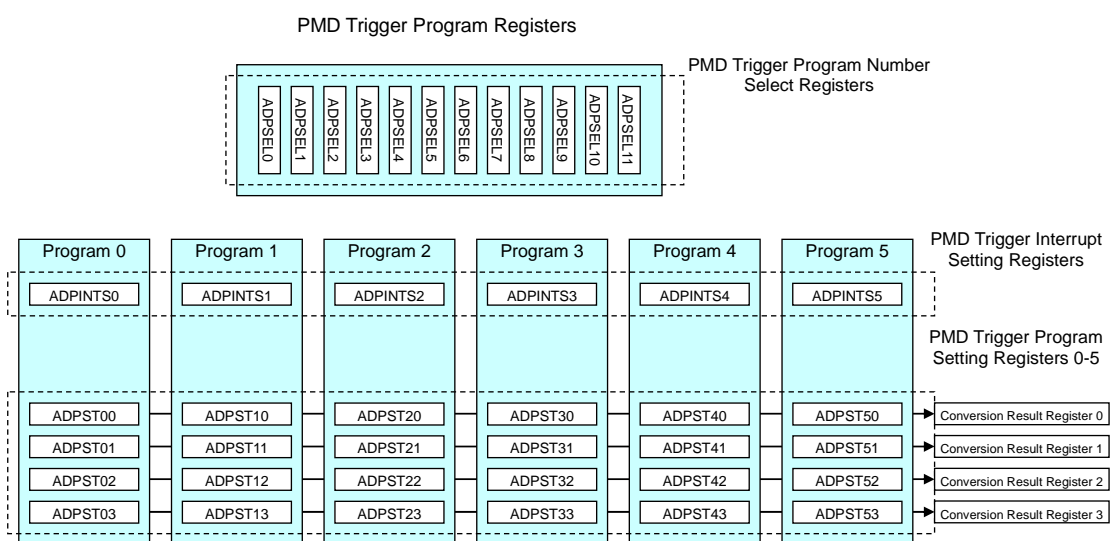 PMD Trigger Program Registers
PMD Trigger Program Number
Select Registers
ADPSEL0
ADPSEL1
ADPSEL2
ADPSEL3
ADPSEL4
ADPSEL5
ADPSEL6
ADPSEL7
ADPSEL8
ADPSEL9
ADPSEL10
ADPSEL11
Program 0
Program 1
Program 2
Program 3
Program 4
Program 5
PMD Trigger Interrupt
Setting Registers
ADPINTS0
ADPINTS1
ADPINTS2
ADPINTS3
ADPINTS4
ADPINTS5
PMD Trigger Program
Setting Registers 0-5
ADPST00
ADPST10
ADPST20
ADPST30
ADPST40
ADPST50
Conversion Result Register 0
ADPST01
ADPST11
ADPST21
ADPST31
ADPST41
ADPST51
Conversion Result Register 1
ADPST02
ADPST12
ADPST22
ADPST32
ADPST42
ADPST52
Conversion Result Register 2
ADPST03
ADPST13
ADPST23
ADPST33
ADPST43
ADPST53
Conversion Result Register 3